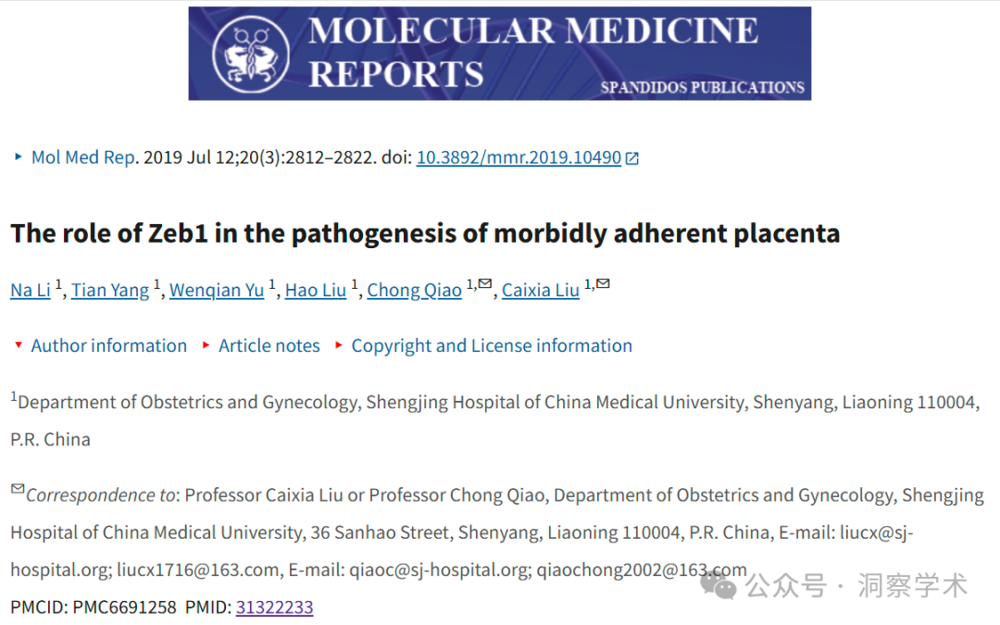 MOLECULAR MEDICINE
REPORTS
SPANDIDOS PUBLICATIONS
Mol Med Rep. 2019 Jul 12;20(3):2812–2822. doi: 10.3892/mmr.2019.10490
The role of Zeb1 in the pathogenesis of morbidly adherent placenta
Na Li 1, Tian Yang 1, Wenqian Yu 1, Hao Liu 1, Chong Qiao 1,✉, Caixia Liu 1,✉
Author information Article notes Copyright and License information
1Department of Obstetrics and Gynecology, Shengjing Hospital of China Medical University, Shenyang, Liaoning 110004,
P.R. China
✉Correspondence to: Professor Caixia Liu or Professor Chong Qiao, Department of Obstetrics and Gynecology, Shengjing
Hospital of China Medical University, 36 Sanhao Street, Shenyang, Liaoning 110004, P.R. China, E-mail: liucx@sj-
hospital.org; liucx1716@163.com, E-mail: qiaoc@sj-hospital.org; qiaochong2002@163.com
公众号 · 洞察学术
PMCID: PMC6691258 PMID: 31322233